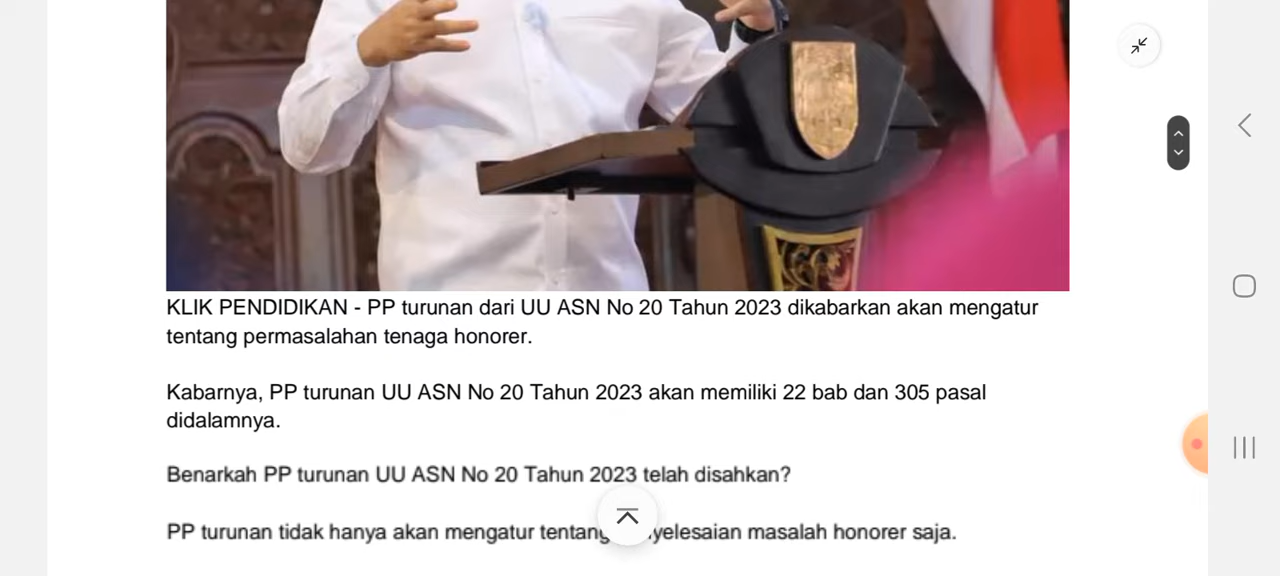 KLIK PENDIDIKAN - PP turunan dari UU ASN No 20 Tahun 2023 dikabarkan akan mengatur
tentang permasalahan tenaga honorer.
Kabarnya, PP turunan UU ASN No 20 Tahun 2023 akan memiliki 22 bab dan 305 pasal
didalamnya.
Benarkah PP turunan UU ASN No 20 Tahun 2023 telah disahkan?
PP turunan tidak hanya akan mengatur tentang masalah honorer saja.